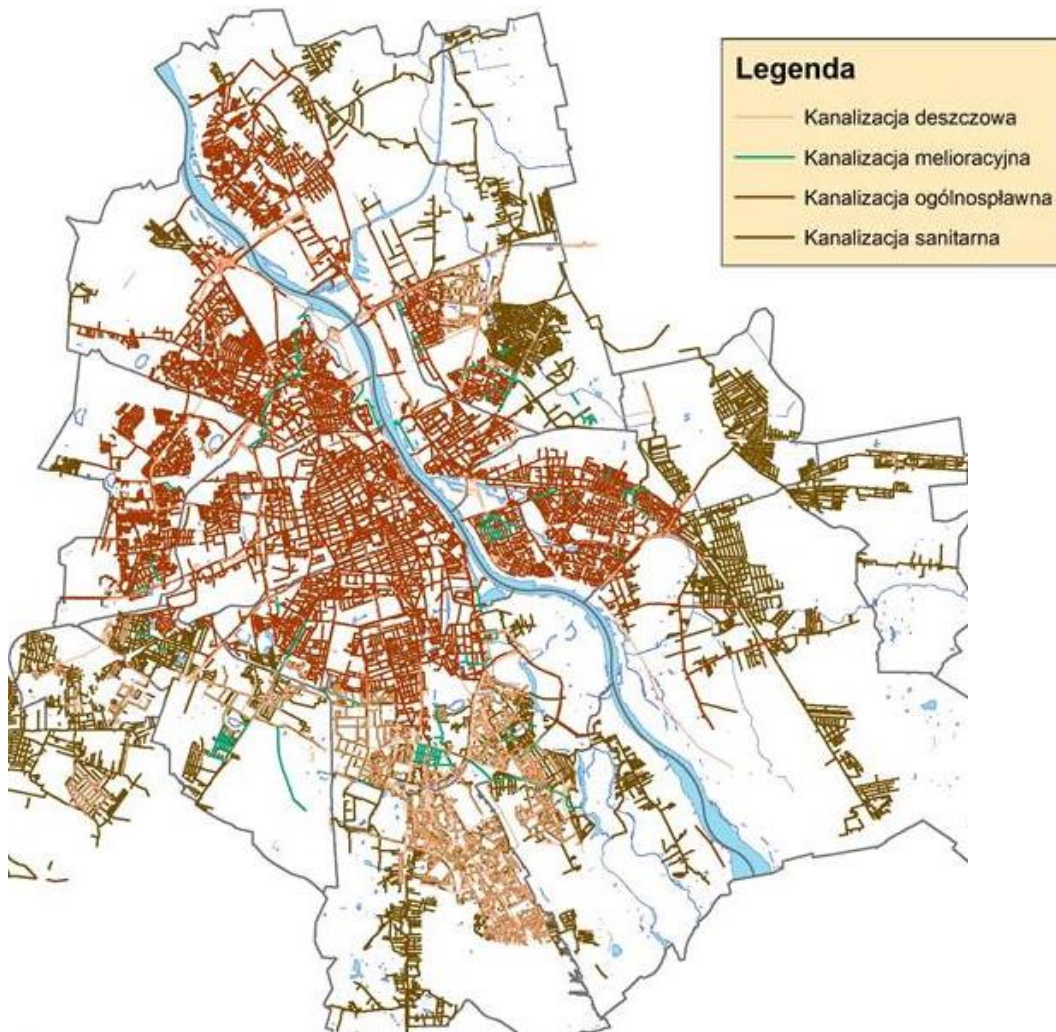 Legenda
Kanalizacja deszczowa
Kanalizacja melioracyjna
Kanalizacja ogólnospławna
Kanalizacja sanitarna